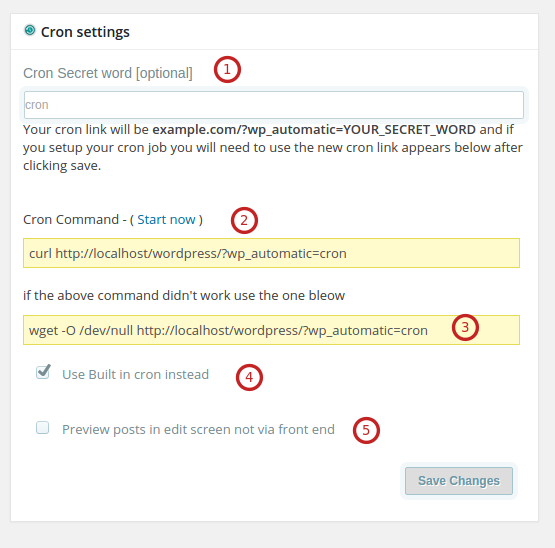 Cron settings
Cron Secret word [optional] 1
cron
Your cron link will be example.com/?wp_automatic=YOUR_SECRET_WORD and if
you setup your cron job you will need to use the new cron link appears below after
clicking save.
Cron Command - ( Start now ) 2
curl http://localhost/wordpress/?wp_automatic=cron
if the above command didn't work use the one bleow
wget -O /dev/null http://localhost/wordpress/?wp_automatic=cron 3
Use Built in cron instead 4
Preview posts in edit screen not via front end 5
Save Changes